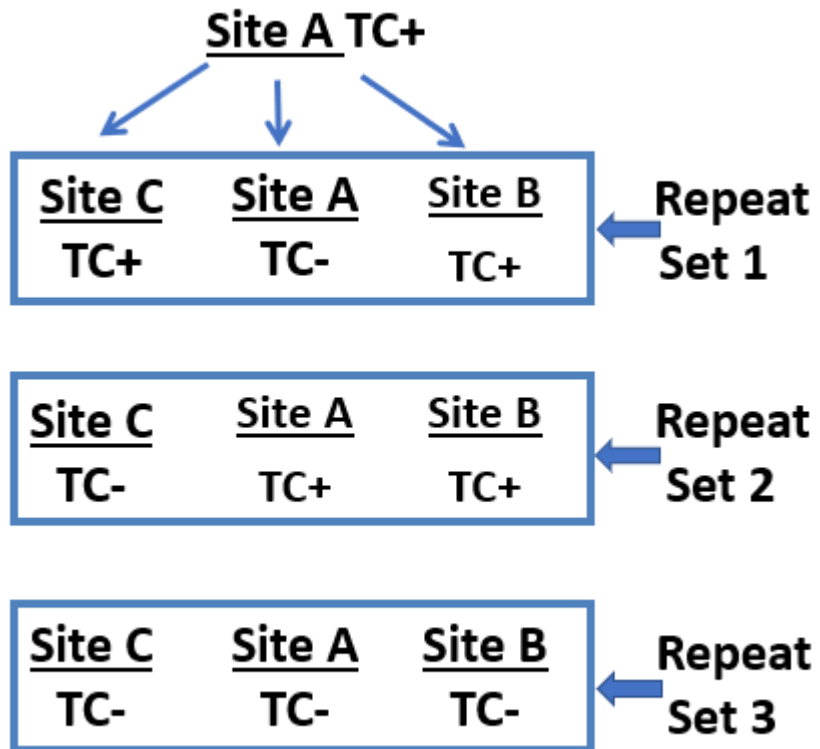 Site A TC+
Site C Site A Site B Repeat
TC+ TC- TC+ Set 1
Site C Site A Site B Repeat
TC- TC+ TC+ Set 2
Site C Site A Site B Repeat
TC- TC- TC- Set 3